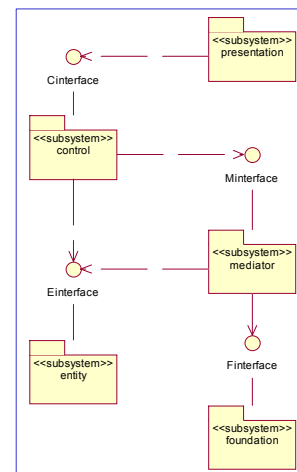 <<subsystem>>
presentation
Cinterface
<<subsystem>>
control
Minterface
<<subsystem>>
mediator
Einterface
<<subsystem>>
entity
Finterface
<<subsystem>>
foundation